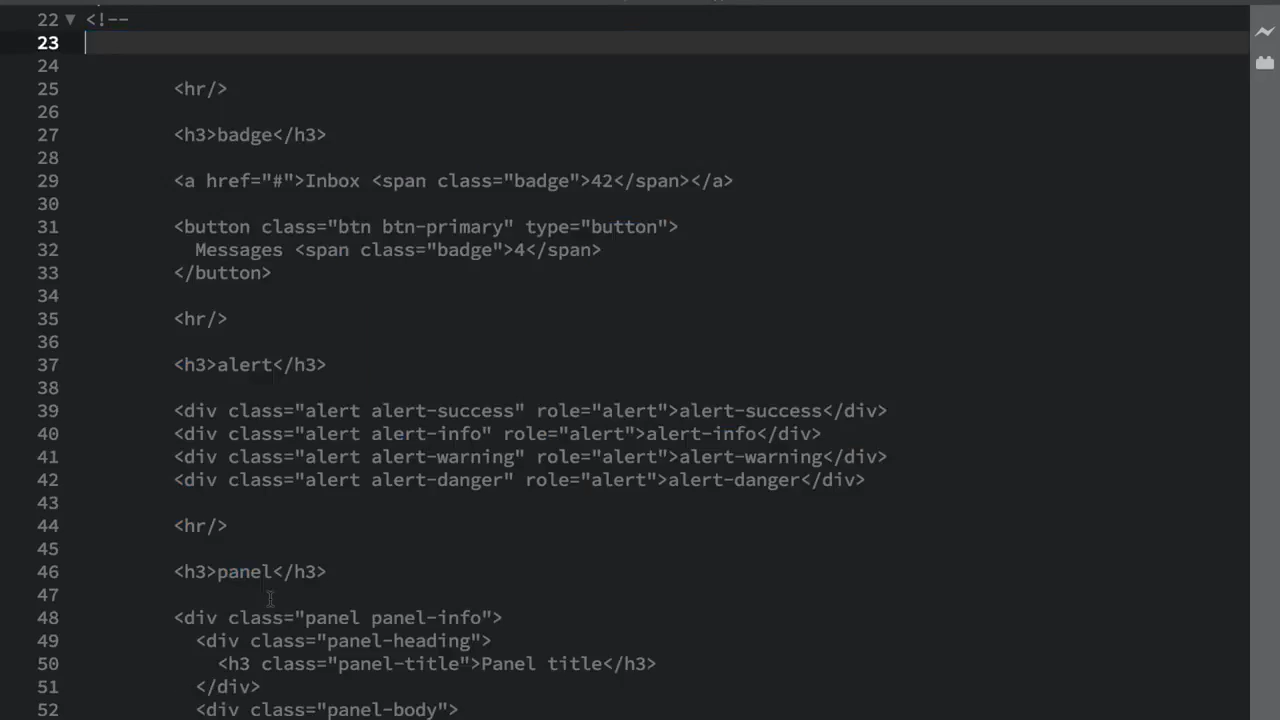 22 ▼ <!--
23
24
25 <hr/>
26
27 <h3>badge</h3>
28
29 <a href="#">Inbox <span class="badge">42</span></a>
30
31 <button class="btn btn-primary" type="button">
32 Messages <span class="badge">4</span>
33 </button>
34
35 <hr/>
36
37 <h3>alert</h3>
38
39 <div class="alert alert-success" role="alert">alert-success</div>
40 <div class="alert alert-info" role="alert">alert-info</div>
41 <div class="alert alert-warning" role="alert">alert-warning</div>
42 <div class="alert alert-danger" role="alert">alert-danger</div>
43
44 <hr/>
45
46 <h3>panel</h3>
47
48 <div class="panel panel-info">
49 <div class="panel-heading">
50 <h3 class="panel-title">Panel title</h3>
51 </div>
52 <div class="panel-body">